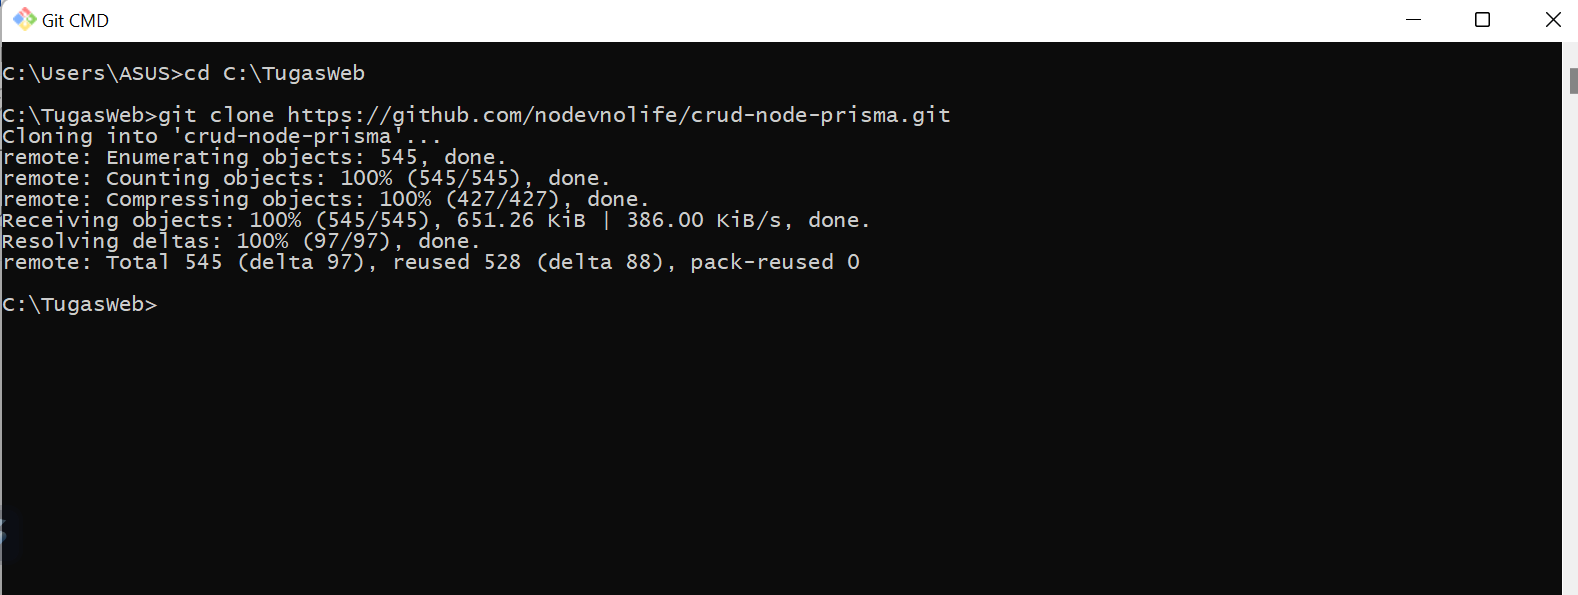 Git CMD
C:\Users\ASUS>cd C:\TugasWeb
C:\TugasWeb>git clone https://github.com/nodevnolife/crud-node-prisma.git
Cloning into 'crud-node-prisma'...
remote: Enumerating objects: 545, done.
remote: Counting objects: 100% (545/545), done.
remote: Compressing objects: 100% (427/427), done.
Receiving objects: 100% (545/545), 651.26 KiB | 386.00 KiB/s, done.
Resolving deltas: 100% (97/97), done.
remote: Total 545 (delta 97), reused 528 (delta 88), pack-reused 0
C:\TugasWeb>